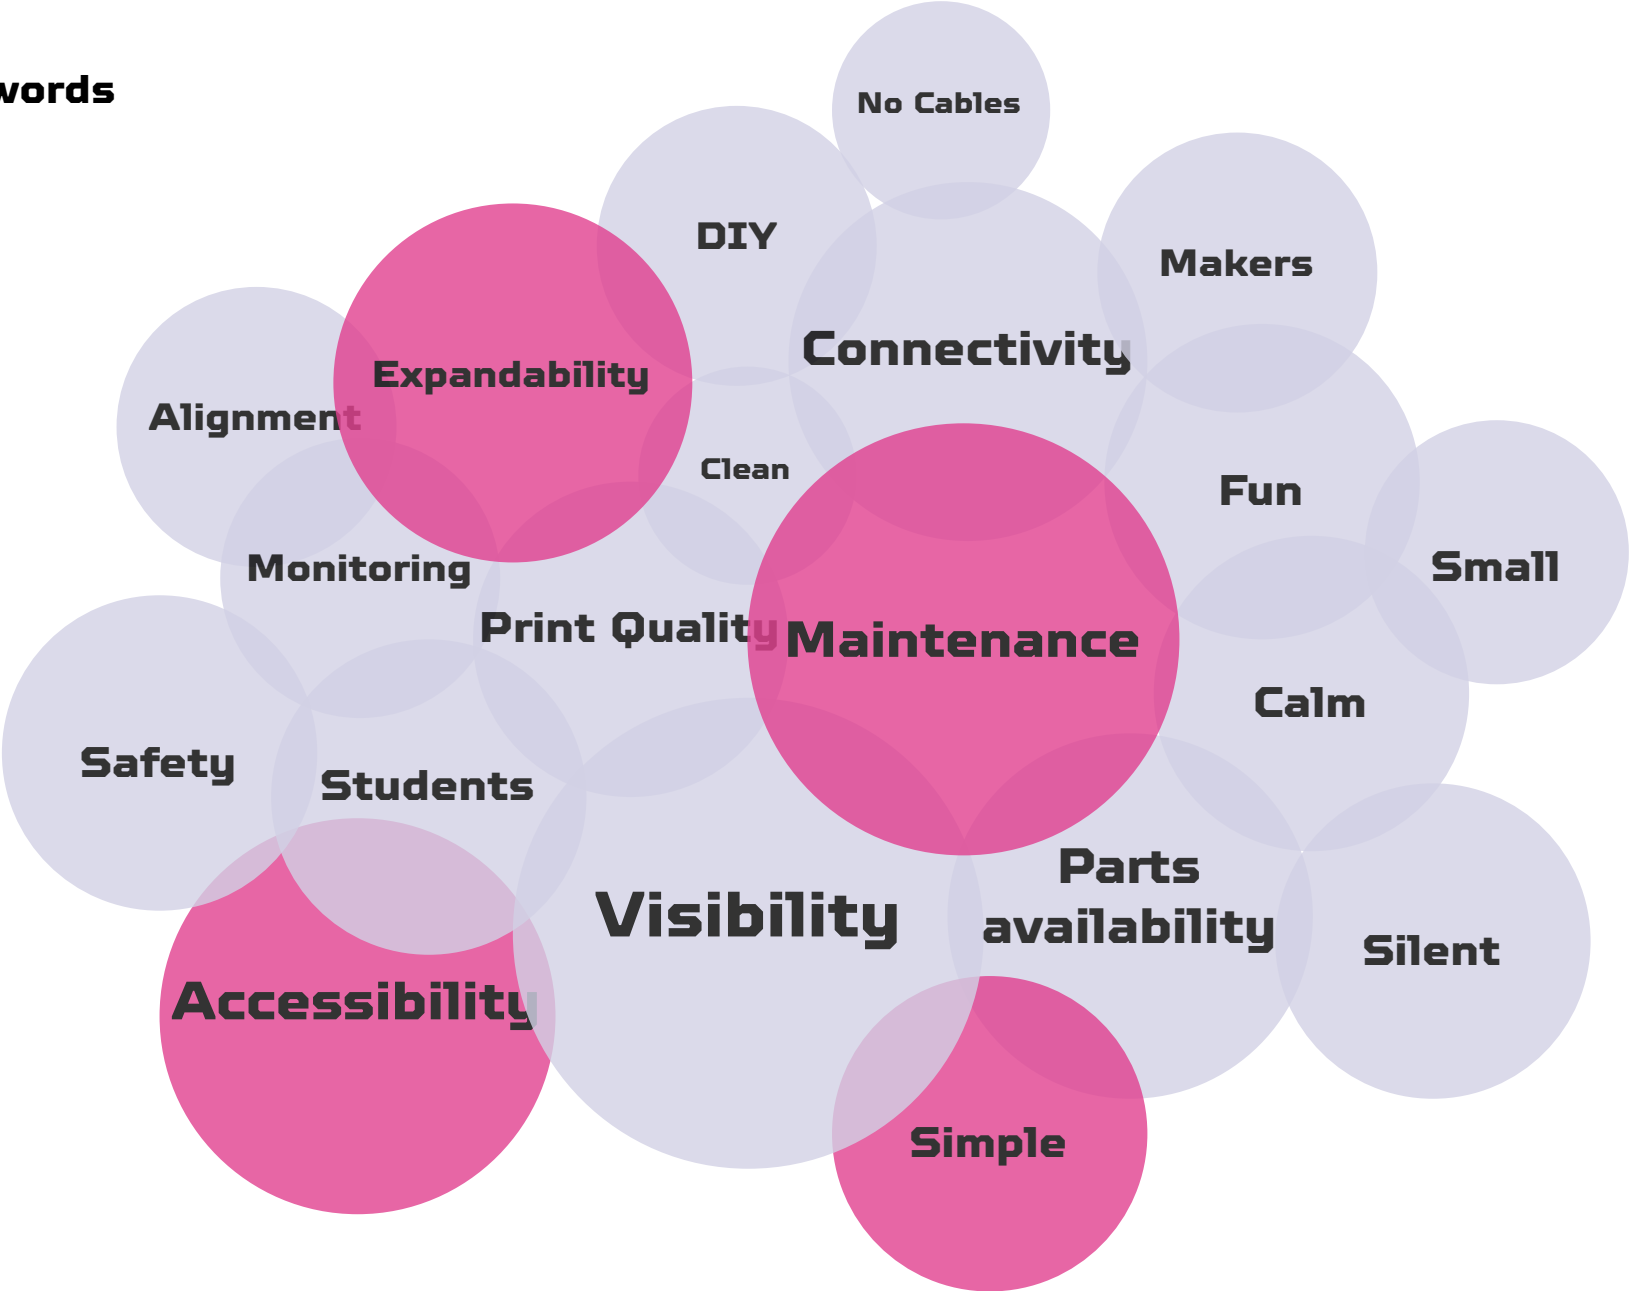 words
No Cables
DIY
Makers
Connectivity
Expandability
Alignment
Clean
Fun
Small
Monitoring
Print Quality
Maintenance
Calm
Safety
Students
Visibility
Parts
availability
Silent
Accessibility
Simple